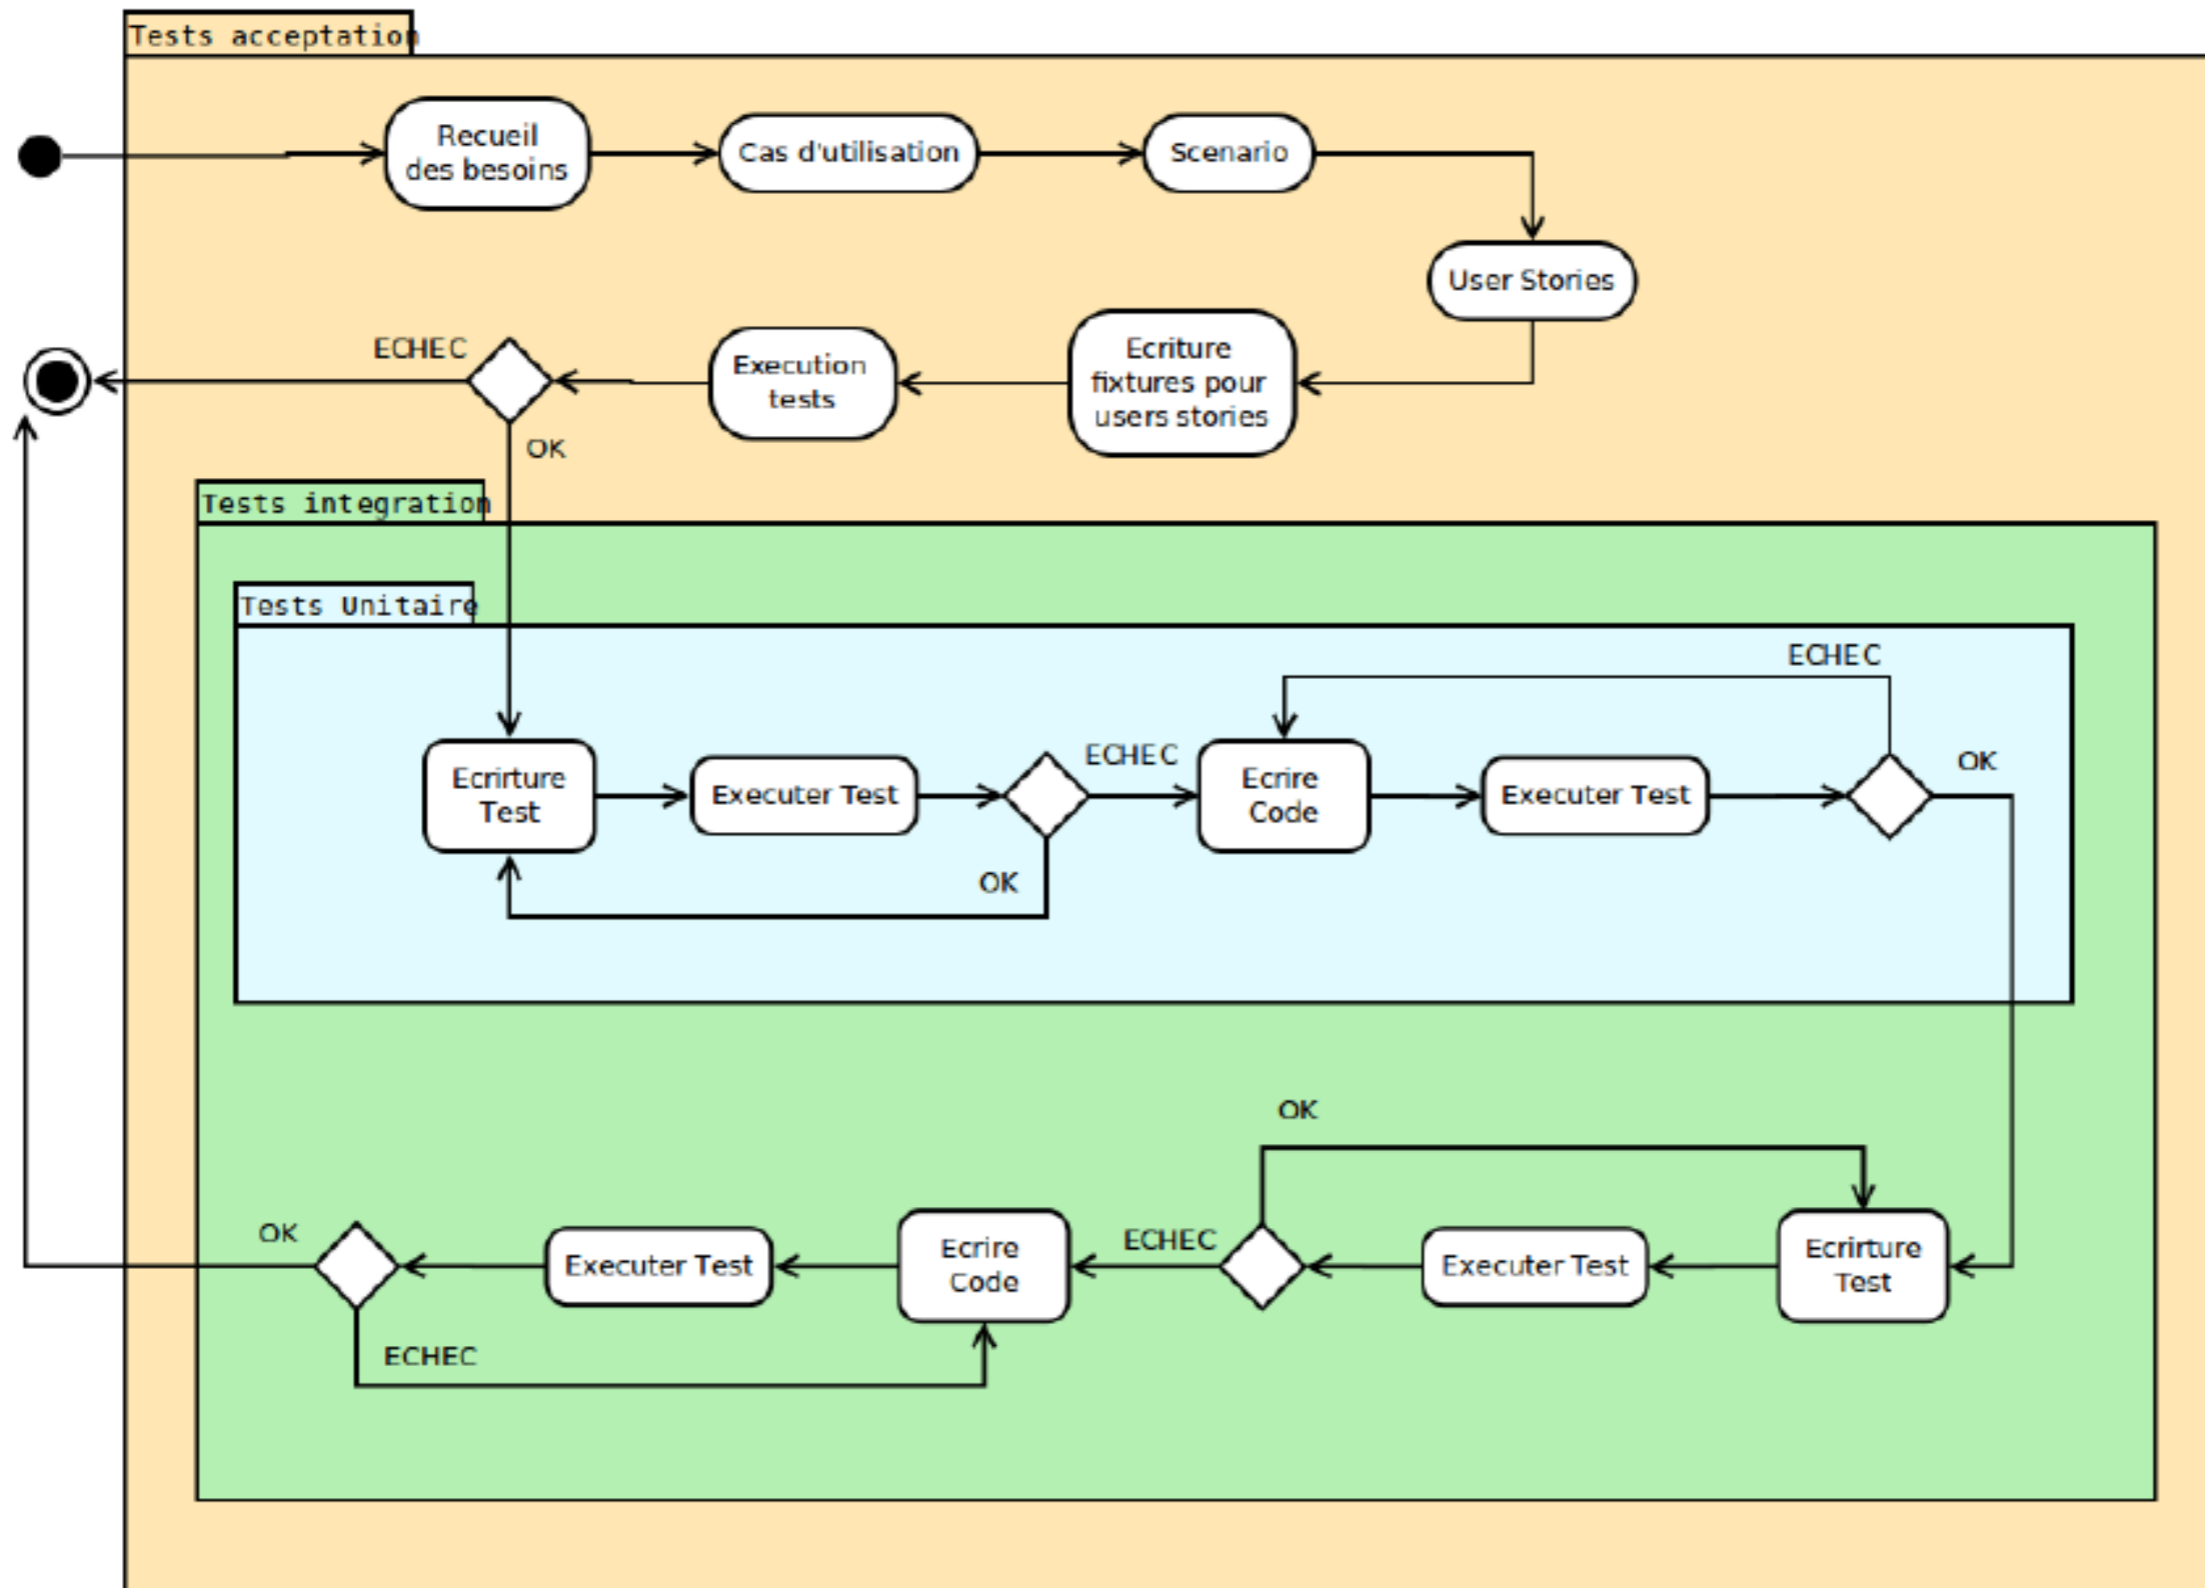 Tests acceptation
Recueil
des besoins
Cas d'utilisation
Scenario
User Stories
ECHEC
Execution
tests
Ecriture
fixtures pour
users stories
OK
Tests integration
Tests Unitaire
ECHEC
Ecrirture
Test
Executer Test
ECHEC
Ecrire
Code
Executer Test
OK
OK
OK
OK
Executer Test
Ecrire
Code
ECHEC
Executer Test
Ecrirture
Test
ECHEC